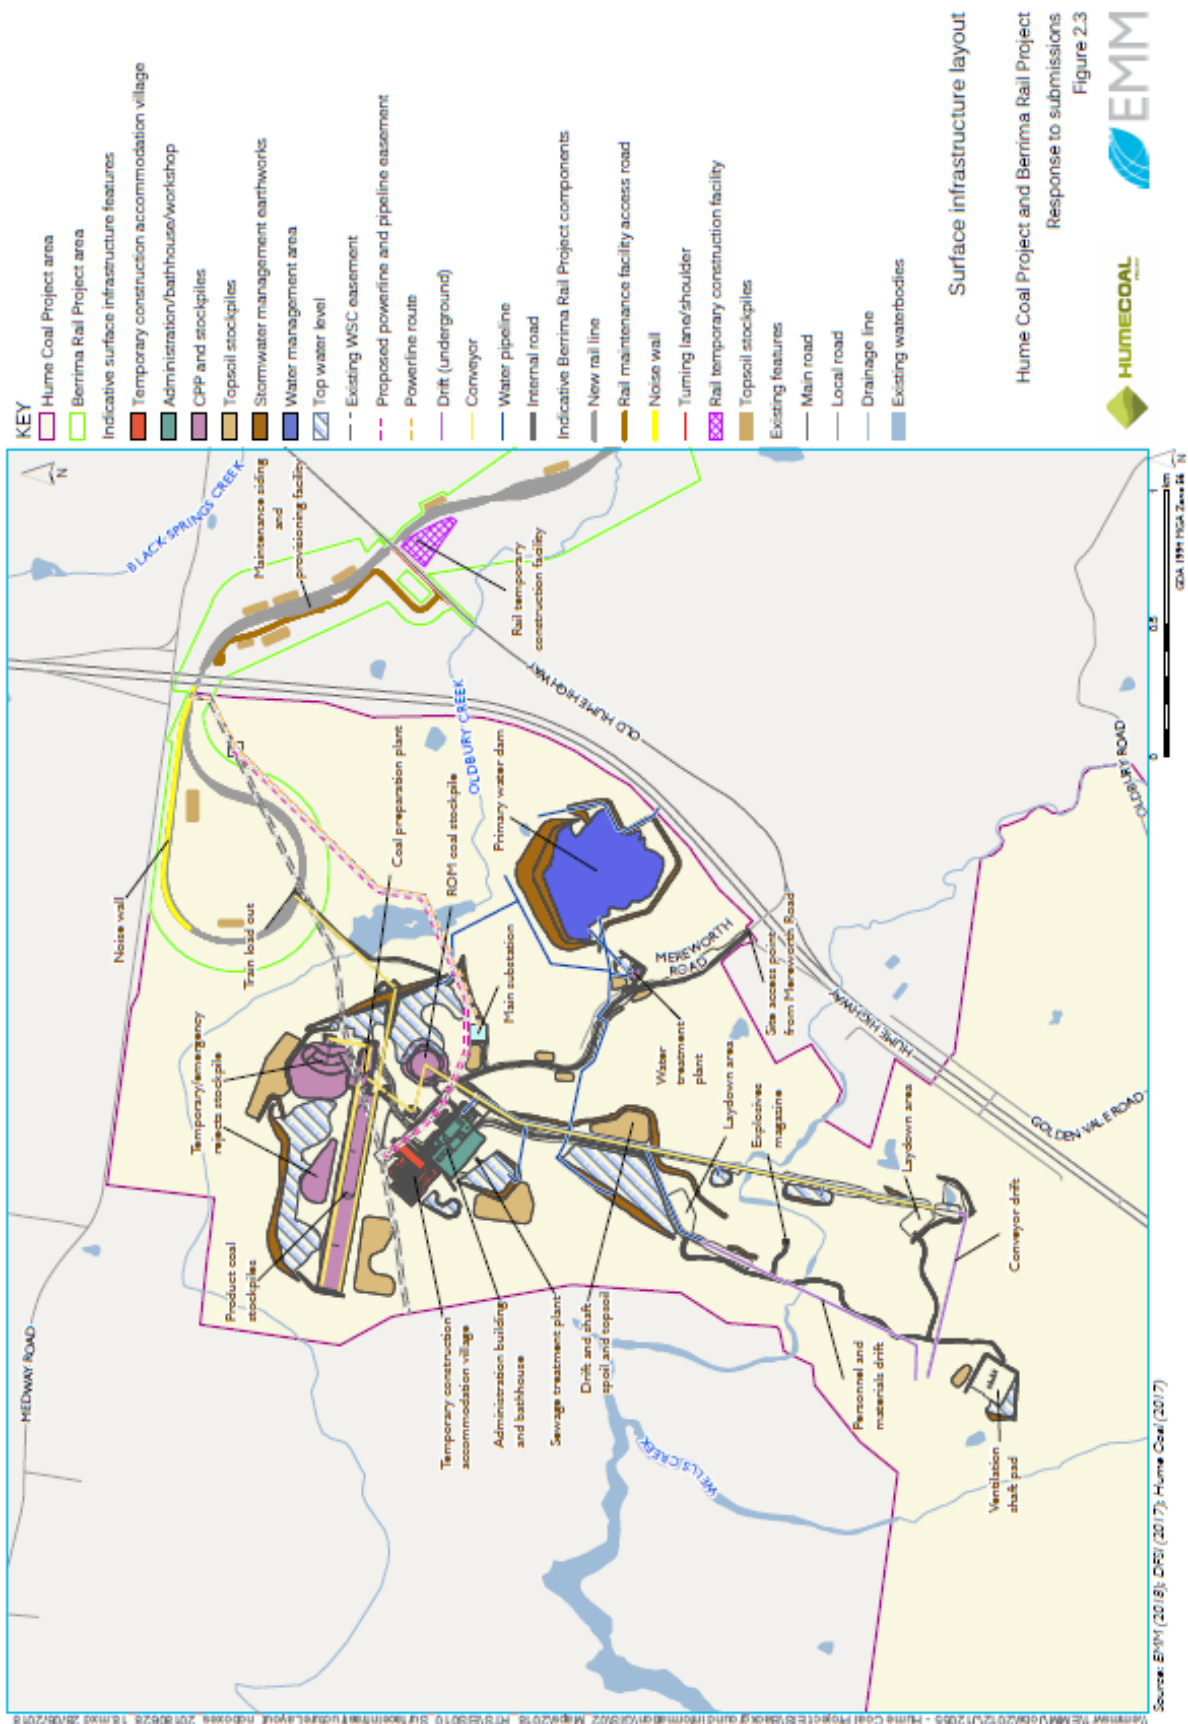 KEY
Hume Coal Project area
Berrima Rail Project area
Indicative surface infrastructure features
Temporary construction accommodation village
Administration/bathhouse/workshop
CPP and stockpiles
Topsoil stockpiles
Stormwater management earthworks
Water management area
Top water level
Existing WSC easement
Proposed powerline and pipeline easement
Powerline route
Drift (underground)
Conveyor
Water pipeline
Internal road
Indicative Berrima Rail Project components
New rail line
Rail maintenance facility access road
Noise wall
Turning lane/shoulder
Rail temporary construction facility
Topsoil stockpiles
Existing features
Main road
Local road
Drainage line
Existing waterbodies
Surface infrastructure layout
Hume Coal Project and Berrima Rail Project
Response to submissions
Figure 2.3
HUMECOAL
EMM
MEDWAY ROAD
BLACK SPRINGS CREEK
N
Maintenance siding
and
provisioning facility
Noise wall
Train load out
Temporary/emergency
rejects stockpile
Product coal
stockpiles
Rail temporary
construction facility
OLD HUME HIGHWAY
OLDBURY CREEK
Coal preparation plant
ROM coal stockpile
Primary water dam
Main substation
MEREWORTH
ROAD
Site access point
from Mereworth Road
Water
treatment
plant
Laydown area
Explosives
magazine
HUME HIGHWAY
Laydown area
GOLDEN VALE ROAD
OLDBURY ROAD
Temporary construction
accommodation village
Administration building
and bathhouse
Sewage treatment plant
Drift and shaft
spoil and topsoil
Conveyor drift
Personnel and
materials drift
WELLS CREEK
Ventilation
shaft pad
0 0.5 1
km
N
GDA 1994 MGA Zone 56
Source: EMM (2018); DFSI (2017); Hume Coal (2017)